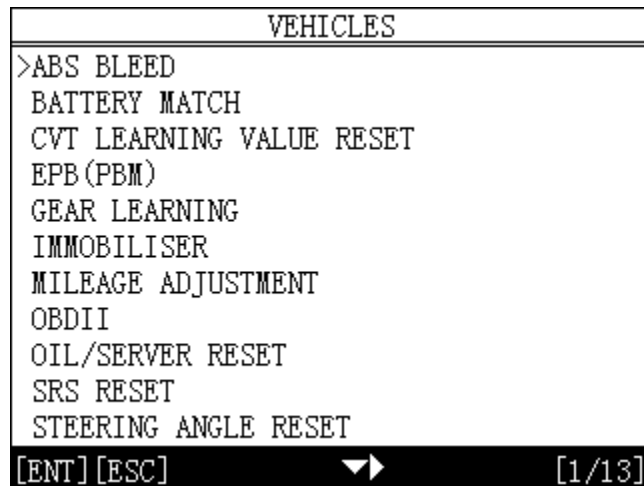 VEHICLES
>ABS BLEED
BATTERY MATCH
CVT LEARNING VALUE RESET
EPB(PBM)
GEAR LEARNING
IMMOBILISER
MILEAGE ADJUSTMENT
OBDII
OIL/SERVER RESET
SRS RESET
STEERING ANGLE RESET
[ENT][ESC] [1/13]